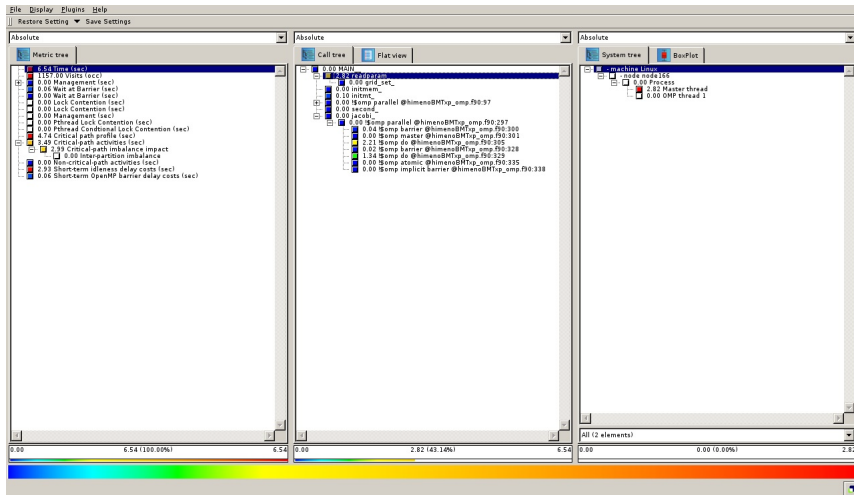 File Display Plugins Help
Restore Setting Save Settings
Absolute
Metric tree
6.54 Time (sec)
1157.00 Visits (occ)
0.00 Management (sec)
0.06 Wait at Barrier (sec)
0.00 Wait at Barrier (sec)
0.00 Lock Contention (sec)
0.00 Lock Contention (sec)
0.00 Management (sec)
0.00 Pthread Lock Contention (sec)
0.00 Pthread Condtional Lock Contention (sec)
4.74 Critical path profile (sec)
3.49 Critical-path activities (sec)
2.99 Critical-path imbalance impact
0.00 Inter-partition imbalance
0.00 Non-critical-path activities (sec)
2.93 Short-term idleness delay costs (sec)
0.06 Short-term OpenMP barrier delay costs (sec)
0.00 6.54 (100.00%) 6.54
Absolute
Call tree Flat view
0.00 MAIN_
2.82 readparam_
0.00 grid_set_
0.00 initmem_
0.10 initmt_
0.00 !$omp parallel @himenoBMTxp_omp.f90:97
0.00 second_
0.00 jacobi_
0.00 !$omp parallel @himenoBMTxp_omp.f90:297
0.04 !$omp barrier @himenoBMTxp_omp.f90:300
0.00 !$omp master @himenoBMTxp_omp.f90:301
2.21 !$omp do @himenoBMTxp_omp.f90:305
0.02 !$omp barrier @himenoBMTxp_omp.f90:328
1.34 !$omp do @himenoBMTxp_omp.f90:329
0.00 !$omp atomic @himenoBMTxp_omp.f90:335
0.00 !$omp implicit barrier @himenoBMTxp_omp.f90:338
0.00 2.82 (43.14%) 6.54
Absolute
System tree BoxPlot
- machine Linux
- node node166
0.00 Process
2.82 Master thread
0.00 OMP thread 1
All (2 elements)
0.00 0.00 (0.00%) 2.82